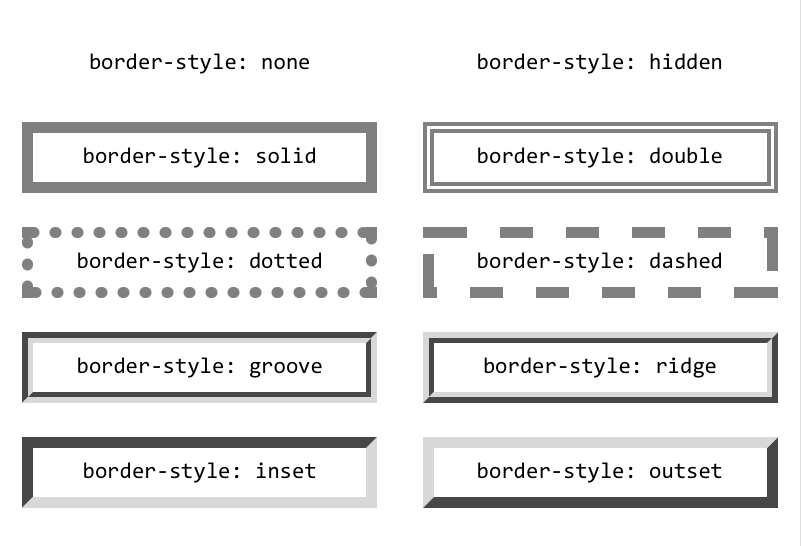 border-style: none
border-style: hidden
border-style: solid
border-style: double
border-style: dotted
border-style: dashed
border-style: groove
border-style: ridge
border-style: inset
border-style: outset